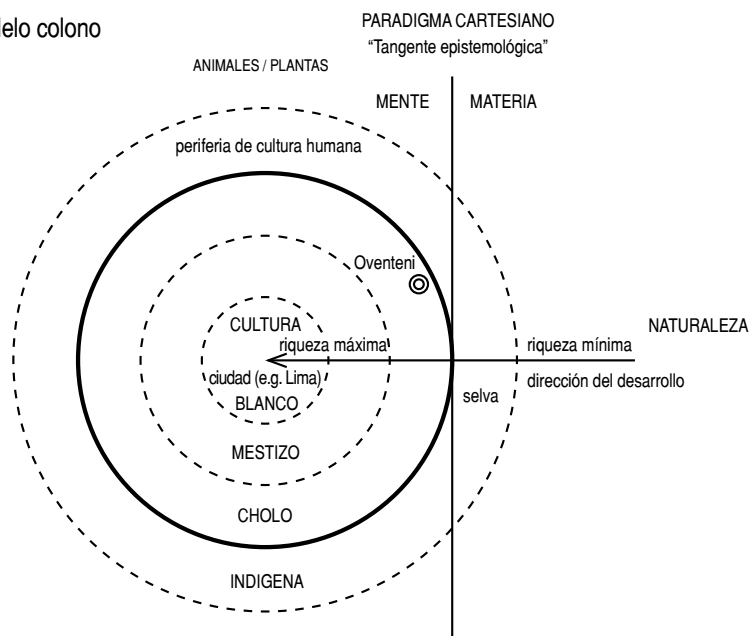 elo colono
PARADIGMA CARTESIANO
“Tangente epistemológica”
ANIMALES / PLANTAS
MENTE
MATERIA
periferia de cultura humana
Oventeni
CULTURA
NATURALEZA
riqueza máxima
riqueza mínima
ciudad (e.g. Lima)
dirección del desarrollo
BLANCO
selva
MESTIZO
CHOLO
INDIGENA